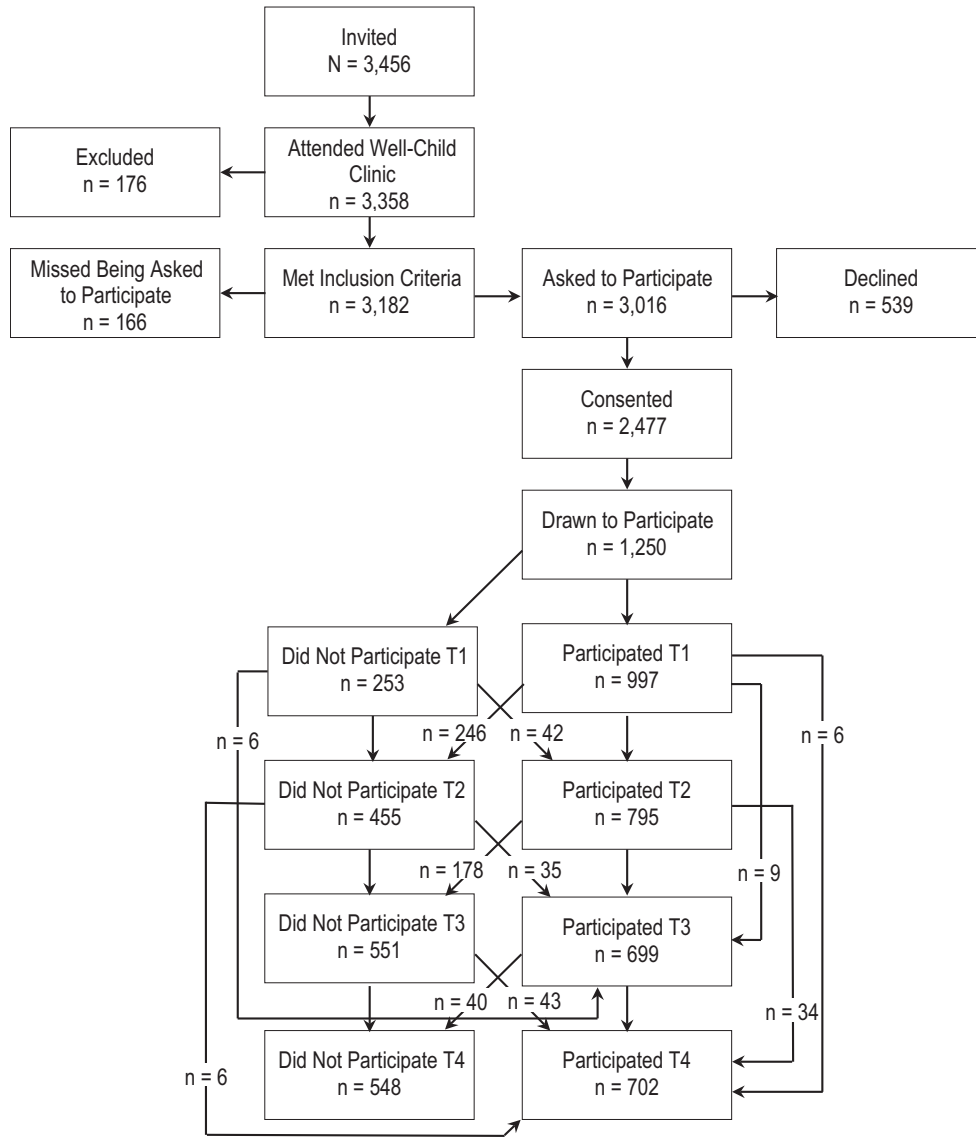 Invited
N = 3,456
Attended Well-Child
Clinic
n = 3,358
Excluded
n = 176
Met Inclusion Criteria
n = 3,182
Missed Being Asked
to Participate
n = 166
Asked to Participate
n = 3,016
Declined
n = 539
Consented
n = 2,477
Drawn to Participate
n = 1,250
Did Not Participate T1
n = 253
Participated T1
n = 997
n = 6
n = 246
n = 42
n = 6
Did Not Participate T2
n = 455
Participated T2
n = 795
n = 178
n = 35
n = 9
Did Not Participate T3
n = 551
Participated T3
n = 699
n = 40
n = 43
n = 34
Did Not Participate T4
n = 548
Participated T4
n = 702
n = 6